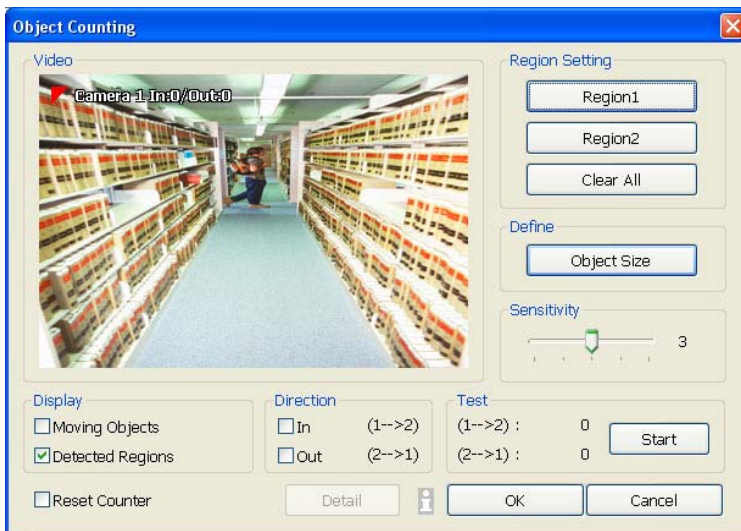 Object Counting
Video
Camera 1 In:0/Out:0
Region Setting
Region1
Region2
Clear All
Define
Object Size
Sensitivity
3
Display
Moving Objects
Detected Regions
Direction
In (1-->2)
Out (2-->1)
Test
(1-->2) : 0
(2-->1) : 0
Start
Reset Counter
Detail
OK
Cancel